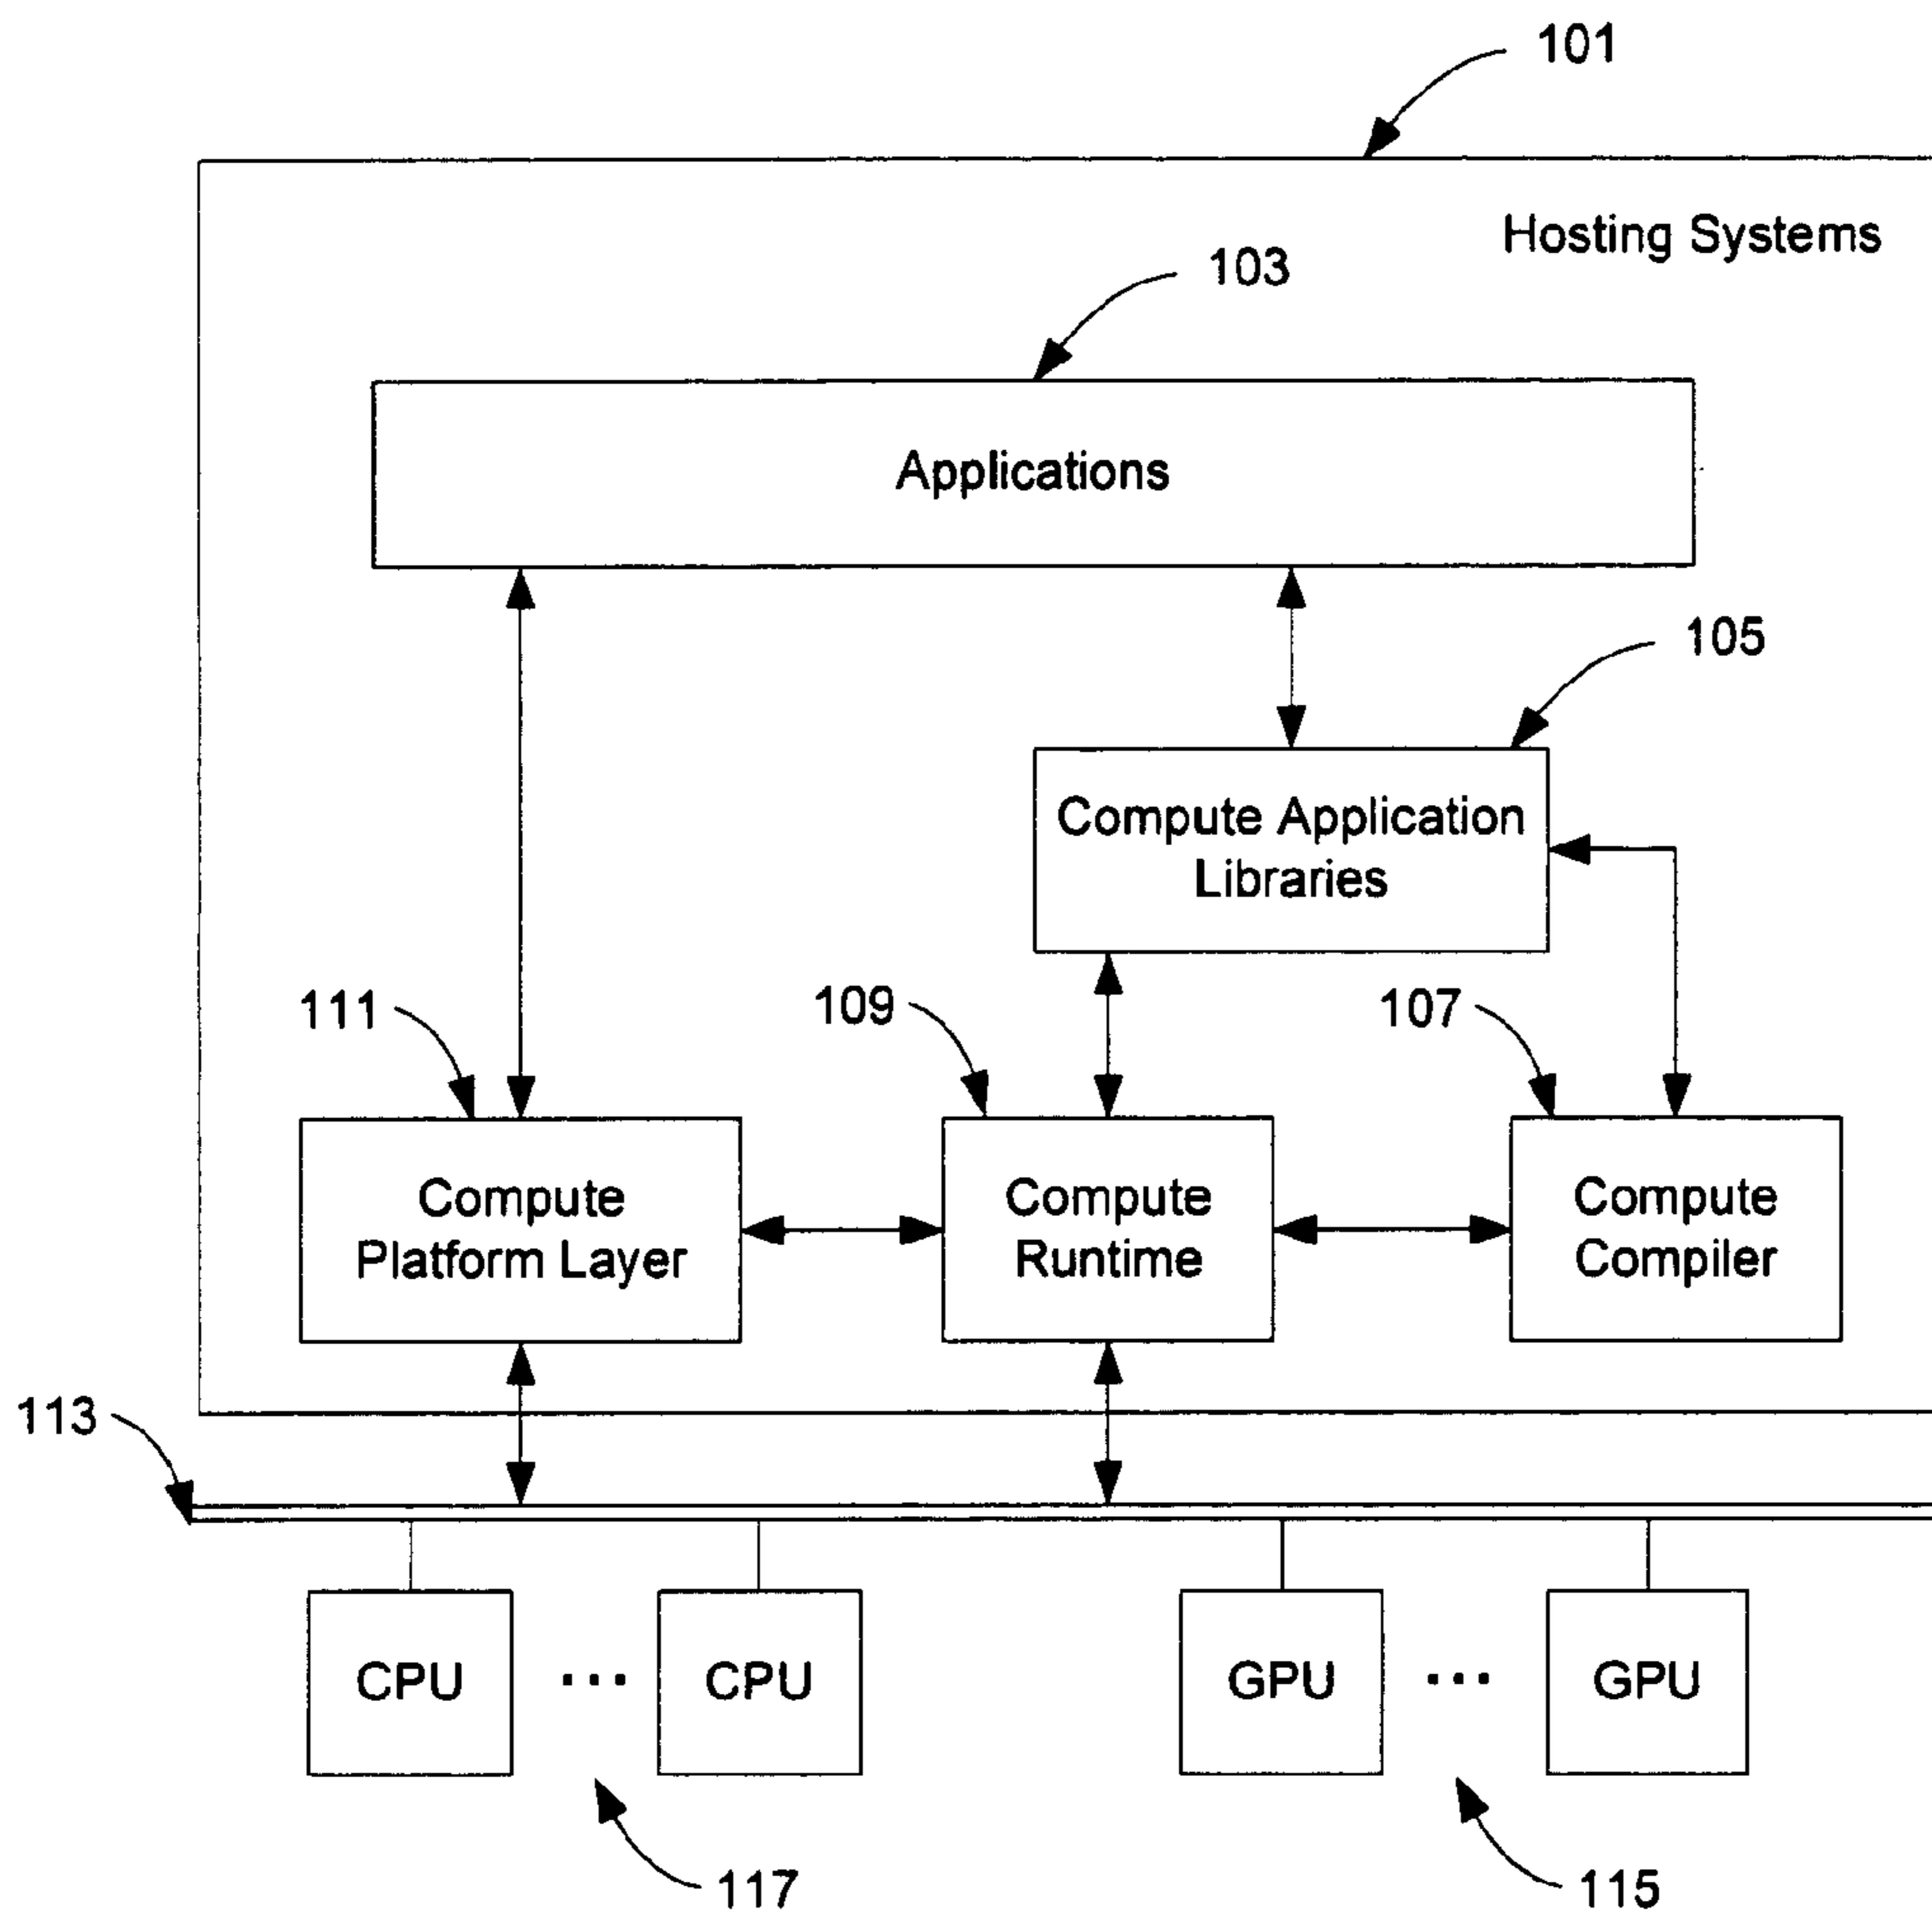 101
Hosting Systems
103
Applications
105
Compute Application
Libraries
111
109
107
Compute
Platform Layer
Compute
Runtime
Compute
Compiler
113
CPU
...
CPU
GPU
...
GPU
117
115